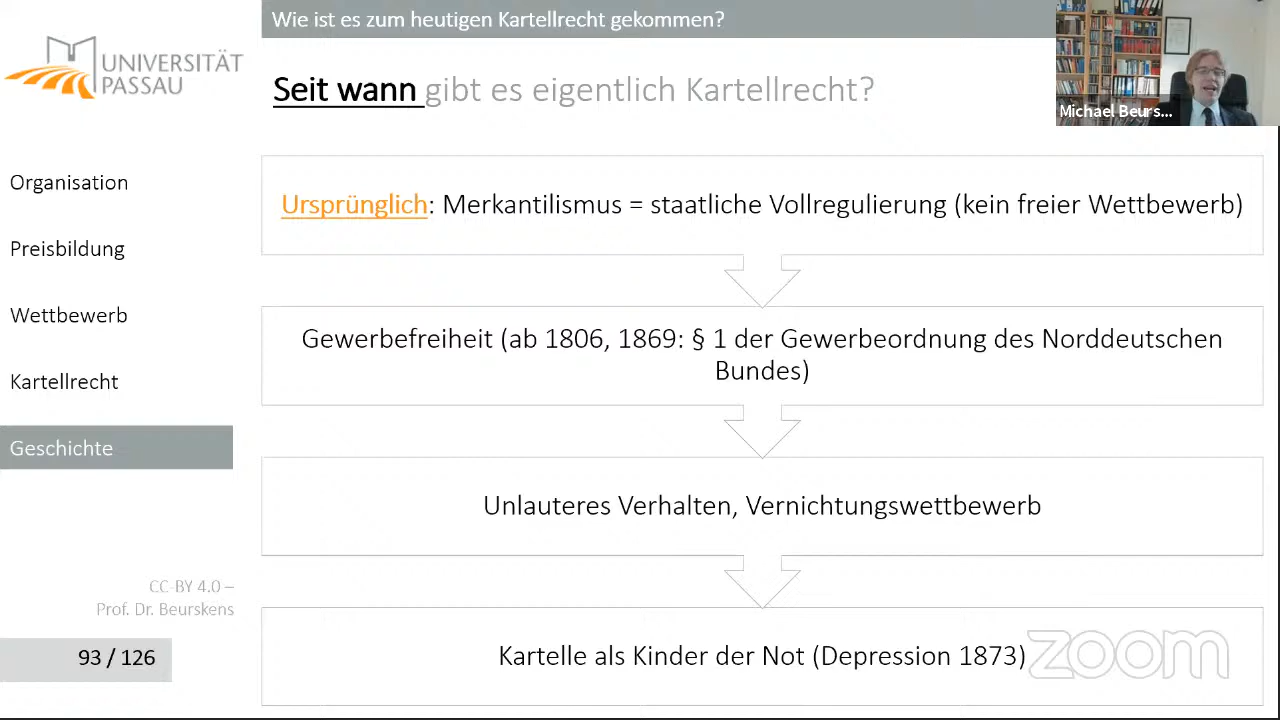 Wie ist es zum heutigen Kartellrecht gekommen?
UNIVERSITÄT
PASSAU
Seit wann gibt es eigentlich Kartellrecht?
Michael Beurs...
Organisation
Preisbildung
Wettbewerb
Kartellrecht
Geschichte
Ursprünglich: Merkantilismus = staatliche Vollregulierung (kein freier Wettbewerb)
Gewerbefreiheit (ab 1806, 1869: § 1 der Gewerbeordnung des Norddeutschen
Bundes)
Unlauteres Verhalten, Vernichtungswettbewerb
Kartelle als Kinder der Not (Depression 1873)
CC-BY 4.0 –
Prof. Dr. Beurskens
93 / 126
zoom